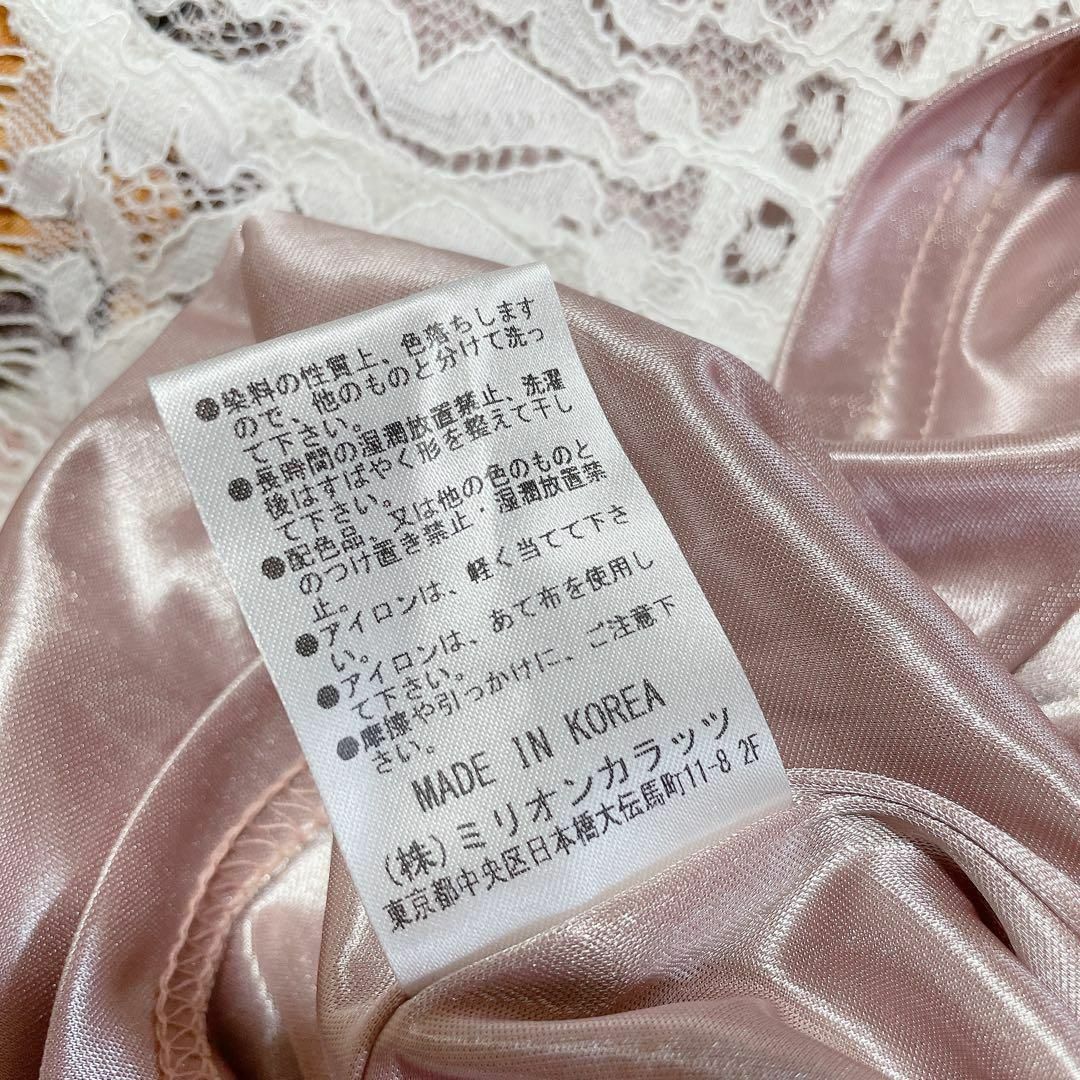 ●染料の性質上、色落ちします
ので、他のものと分けて洗っ
て下さい。
●長時間の湿潤放置禁止、洗濯
後はすばやく形を整えて干し
て下さい。
●配色品、又は他の色のものと
のつけ置き禁止・湿潤放置禁
止。
●アイロンは、軽く当てて下さ
い。
●アイロンは、あて布を使用し
て下さい。
●摩擦や引っかけに、ご注意下
さい。
MADE IN KOREA
(株)ミリオンカラッツ
東京都中央区日本橋大伝馬町11-8 2F